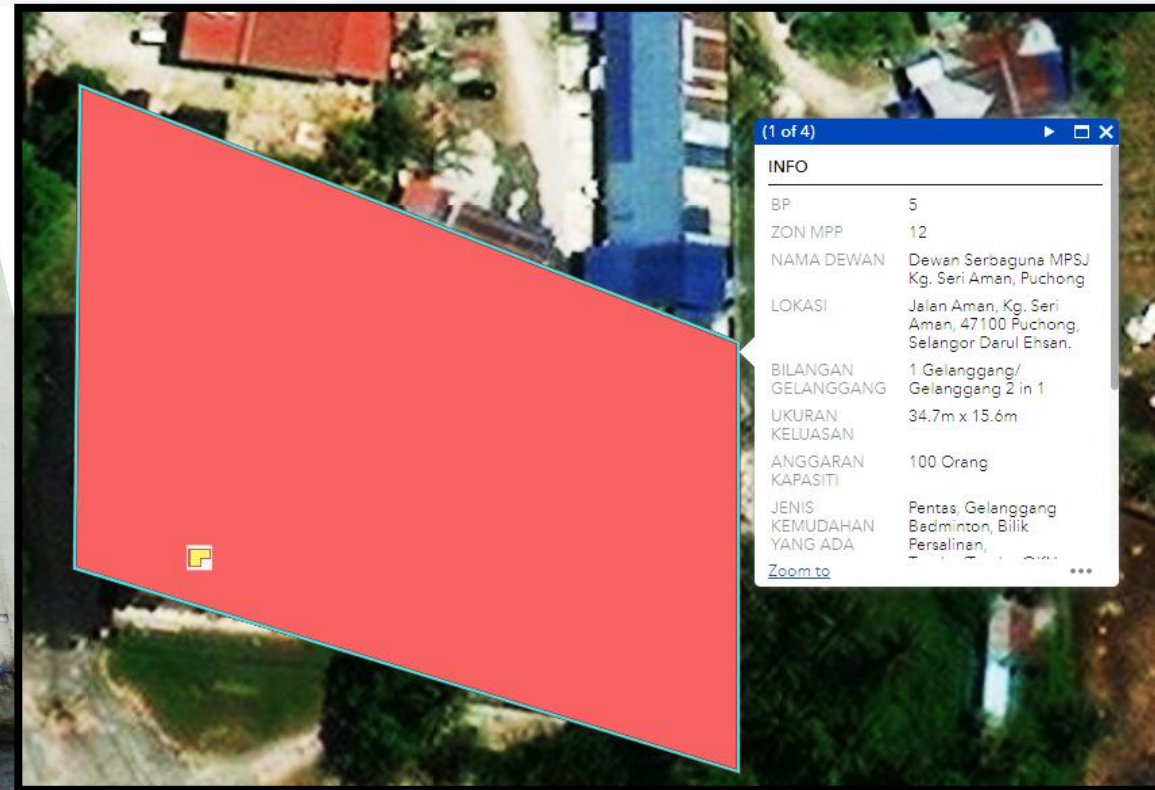 (1 of 4)
INFO
BP 5
ZON MPP 12
NAMA DEWAN Dewan Serbaguna MPSJ
Kg. Seri Aman, Puchong
LOKASI Jalan Aman, Kg. Seri
Aman, 47100 Puchong,
Selangor Darul Ehsan.
BILANGAN 1 Gelanggang/
GELANGGANG Gelanggang 2 in 1
UKURAN 34.7m x 15.6m
KELUASAN
ANGGARAN 100 Orang
KAPASITI
JENIS Pentas, Gelanggang
KEMUDAHAN Badminton, Bilik
YANG ADA Persalinan,
Zoom to